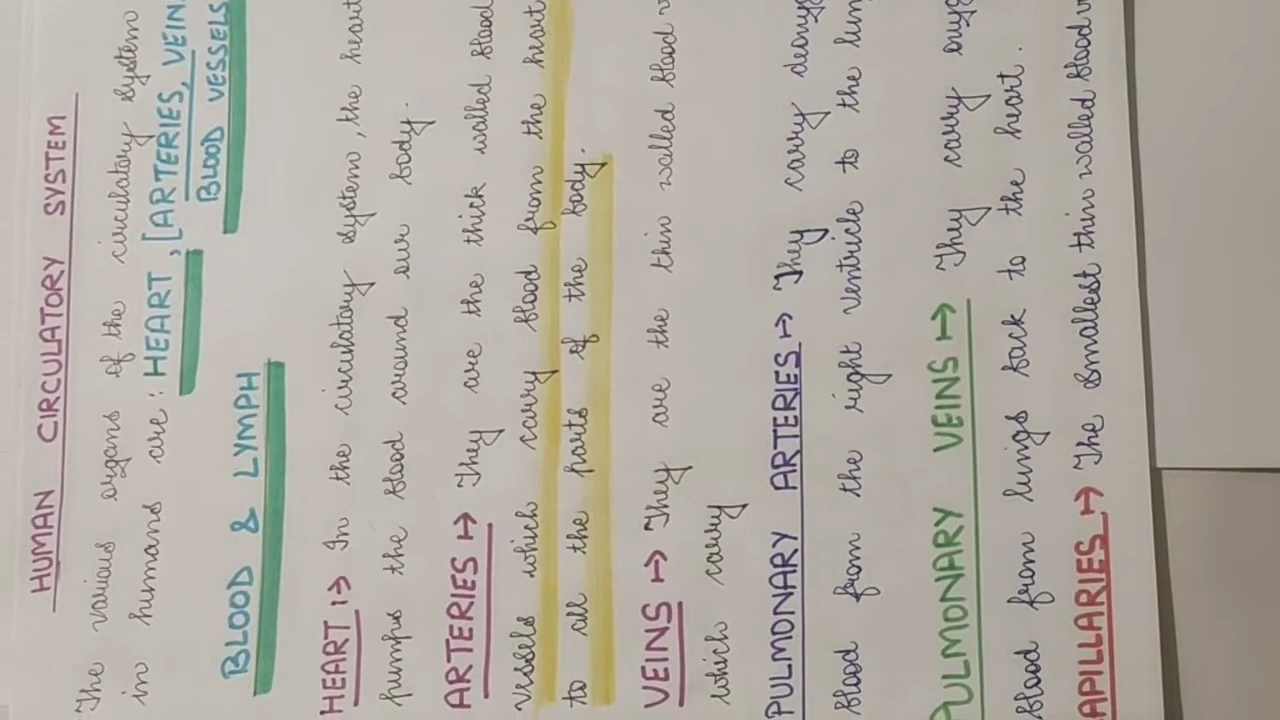 HUMAN CIRCULATORY SYSTEM
The various organs of the circulatory system
in humans are : HEART , [ARTERIES, VEIN
BLOOD VESSELS
BLOOD & LYMPH
HEART :→ In the circulatory system, the heart
pumps the blood around our body.
ARTERIES :→ They are the thick walled blood
vessels which carry blood from the heart
to all the parts of the body.
VEINS :→ They are the thin walled blood
which carry
PULMONARY ARTERIES :→ They carry
blood from the right ventricle to the
PULMONARY VEINS :→ They carry
blood from lungs back to the heart.
APILLARIES :→ The smallest thin walled blood